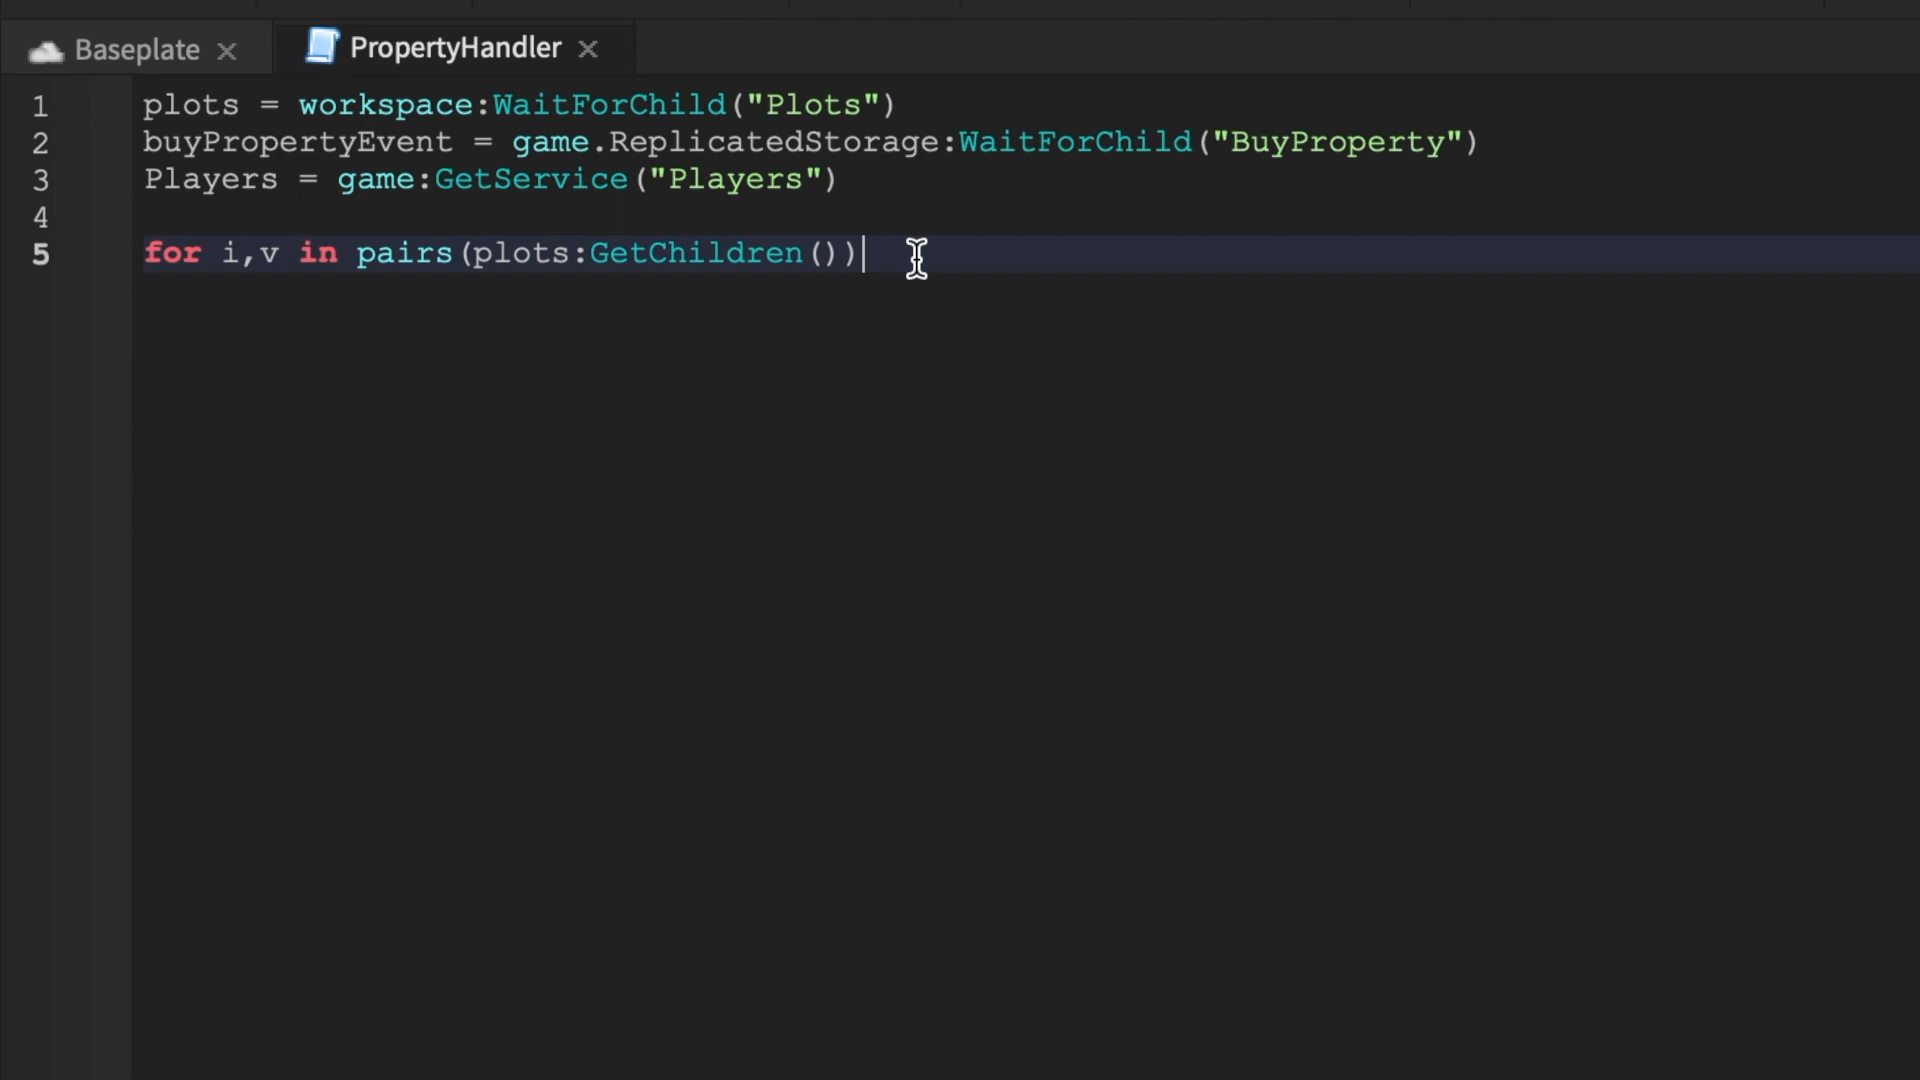 Baseplate
PropertyHandler
1 plots = workspace:WaitForChild("Plots")
2 buyPropertyEvent = game.ReplicatedStorage:WaitForChild("BuyProperty")
3 Players = game:GetService("Players")
4
5 for i,v in pairs(plots:GetChildren())